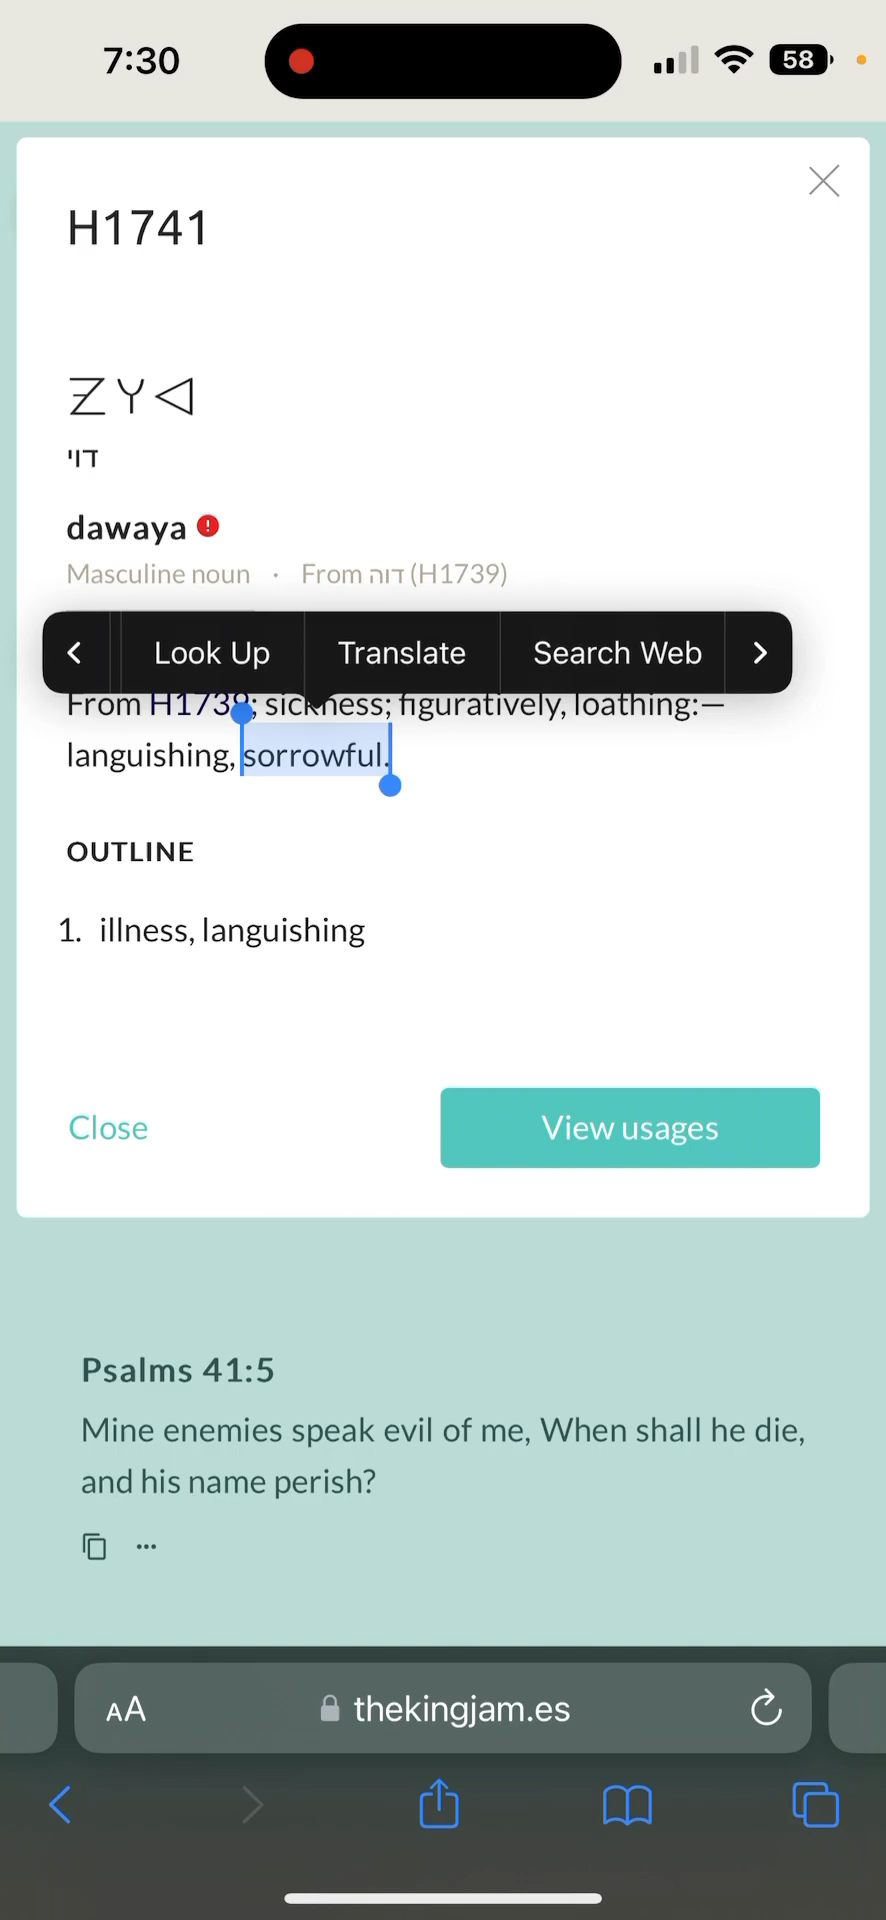 7:30
58
H1741
𐤃𐤅𐤉
דוי
dawaya
Masculine noun · From דוה (H1739)
Look Up Translate Search Web
From H1739; sickness; figuratively, loathing:—
languishing, sorrowful.
OUTLINE
1. illness, languishing
Close View usages
Psalms 41:5
Mine enemies speak evil of me, When shall he die,
and his name perish?
AA thekingjam.es